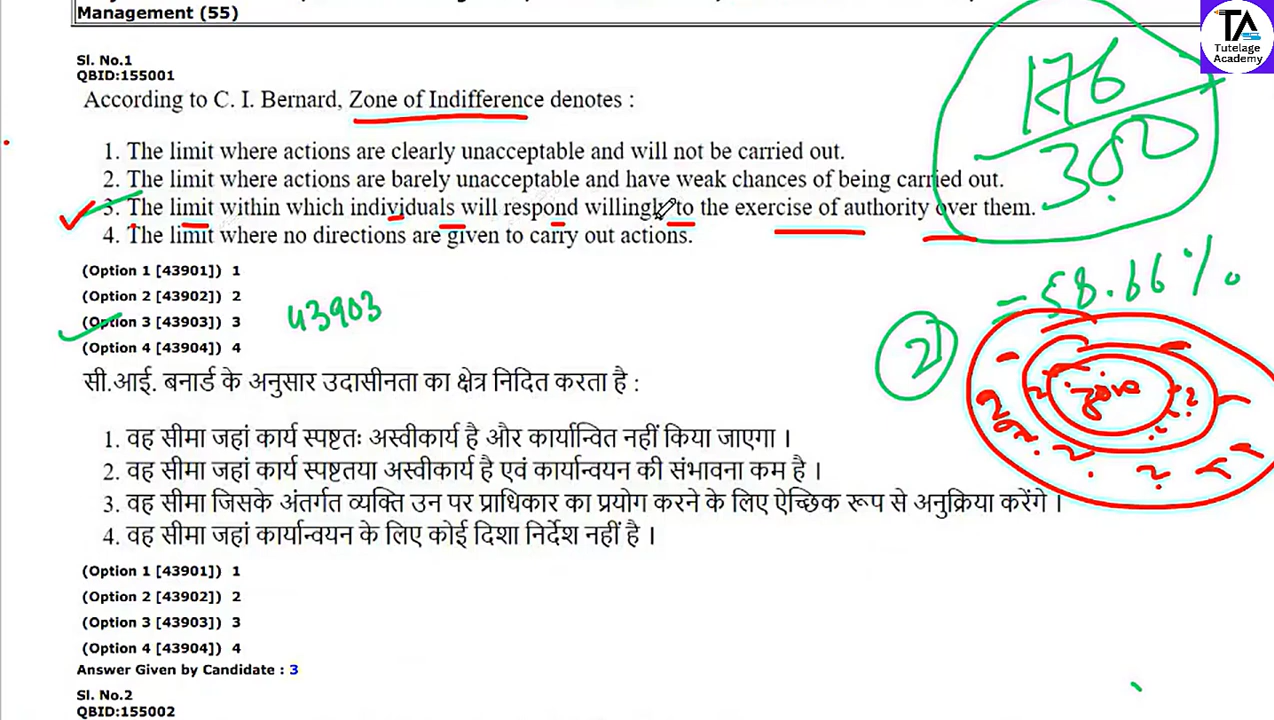 Management (55)
TA
Tutelage
Academy
Sl. No.1
QBID:155001
According to C. I. Bernard, Zone of Indifference denotes :
1. The limit where actions are clearly unacceptable and will not be carried out.
2. The limit where actions are barely unacceptable and have weak chances of being carried out.
3. The limit within which individuals will respond willingly to the exercise of authority over them.
4. The limit where no directions are given to carry out actions.
176
380
= 58.66%
(Option 1 [43901]) 1
(Option 2 [43902]) 2
(Option 3 [43903]) 3
43903
(Option 4 [43904]) 4
2
zone
सी.आई. बनार्ड के अनुसार उदासीनता का क्षेत्र निदित करता है :
1. वह सीमा जहां कार्य स्पष्टतः अस्वीकार्य है और कार्यान्वित नहीं किया जाएगा ।
2. वह सीमा जहां कार्य स्पष्टतया अस्वीकार्य है एवं कार्यान्वयन की संभावना कम है ।
3. वह सीमा जिसके अंतर्गत व्यक्ति उन पर प्राधिकार का प्रयोग करने के लिए ऐच्छिक रूप से अनुक्रिया करेंगे ।
4. वह सीमा जहां कार्यान्वयन के लिए कोई दिशा निर्देश नहीं है ।
(Option 1 [43901]) 1
(Option 2 [43902]) 2
(Option 3 [43903]) 3
(Option 4 [43904]) 4
Answer Given by Candidate : 3
Sl. No.2
QBID:155002